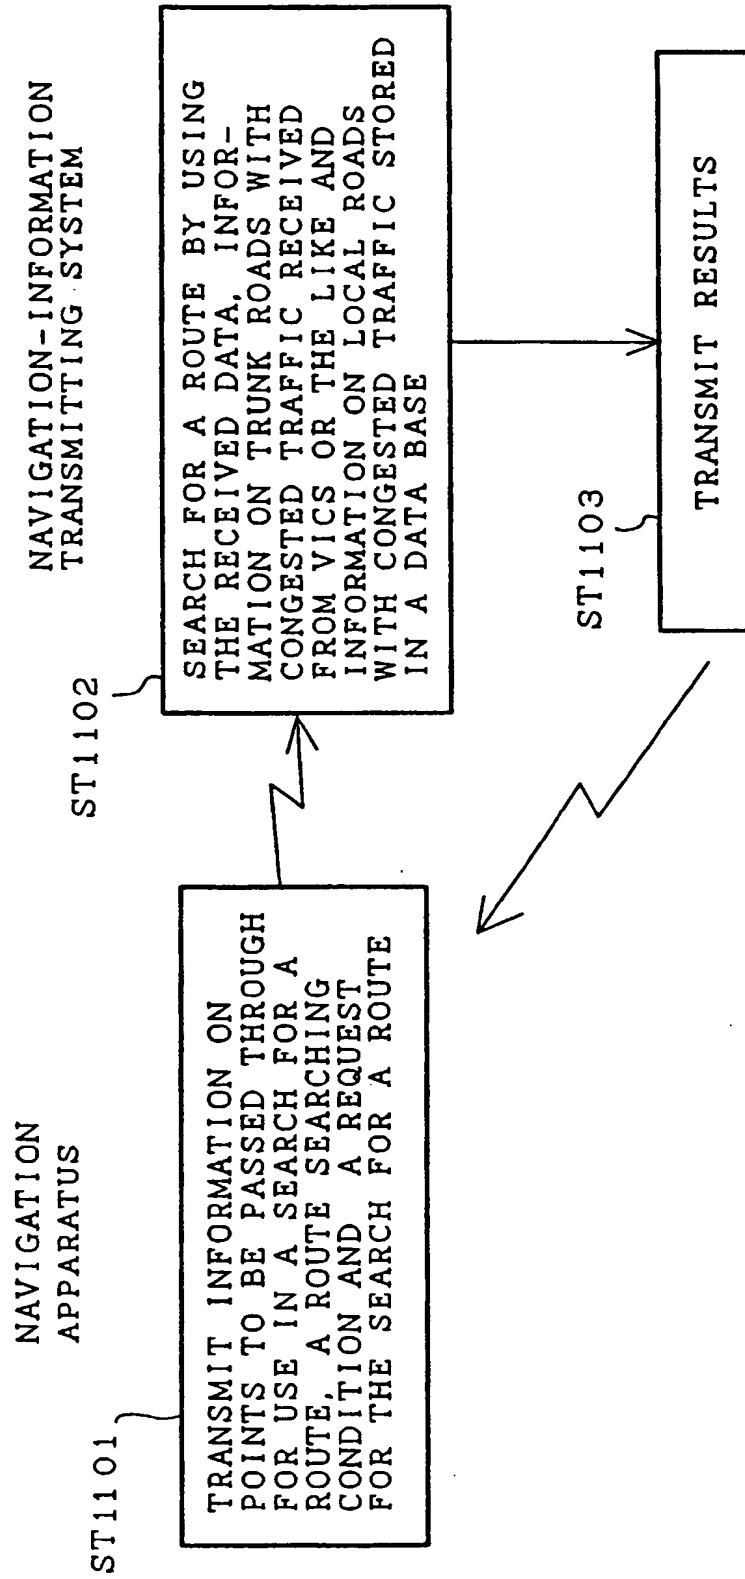 NAVIGATION
APPARATUS
ST1101
TRANSMIT INFORMATION ON
POINTS TO BE PASSED THROUGH
FOR USE IN A SEARCH FOR A
ROUTE, A ROUTE SEARCHING
CONDITION AND A REQUEST
FOR THE SEARCH FOR A ROUTE
NAVIGATION-INFORMATION
TRANSMITTING SYSTEM
ST1102
SEARCH FOR A ROUTE BY USING
THE RECEIVED DATA, INFOR-
MATION ON TRUNK ROADS WITH
CONGESTED TRAFFIC RECEIVED
FROM VICS OR THE LIKE AND
INFORMATION ON LOCAL ROADS
WITH CONGESTED TRAFFIC STORED
IN A DATA BASE
ST1103
TRANSMIT RESULTS